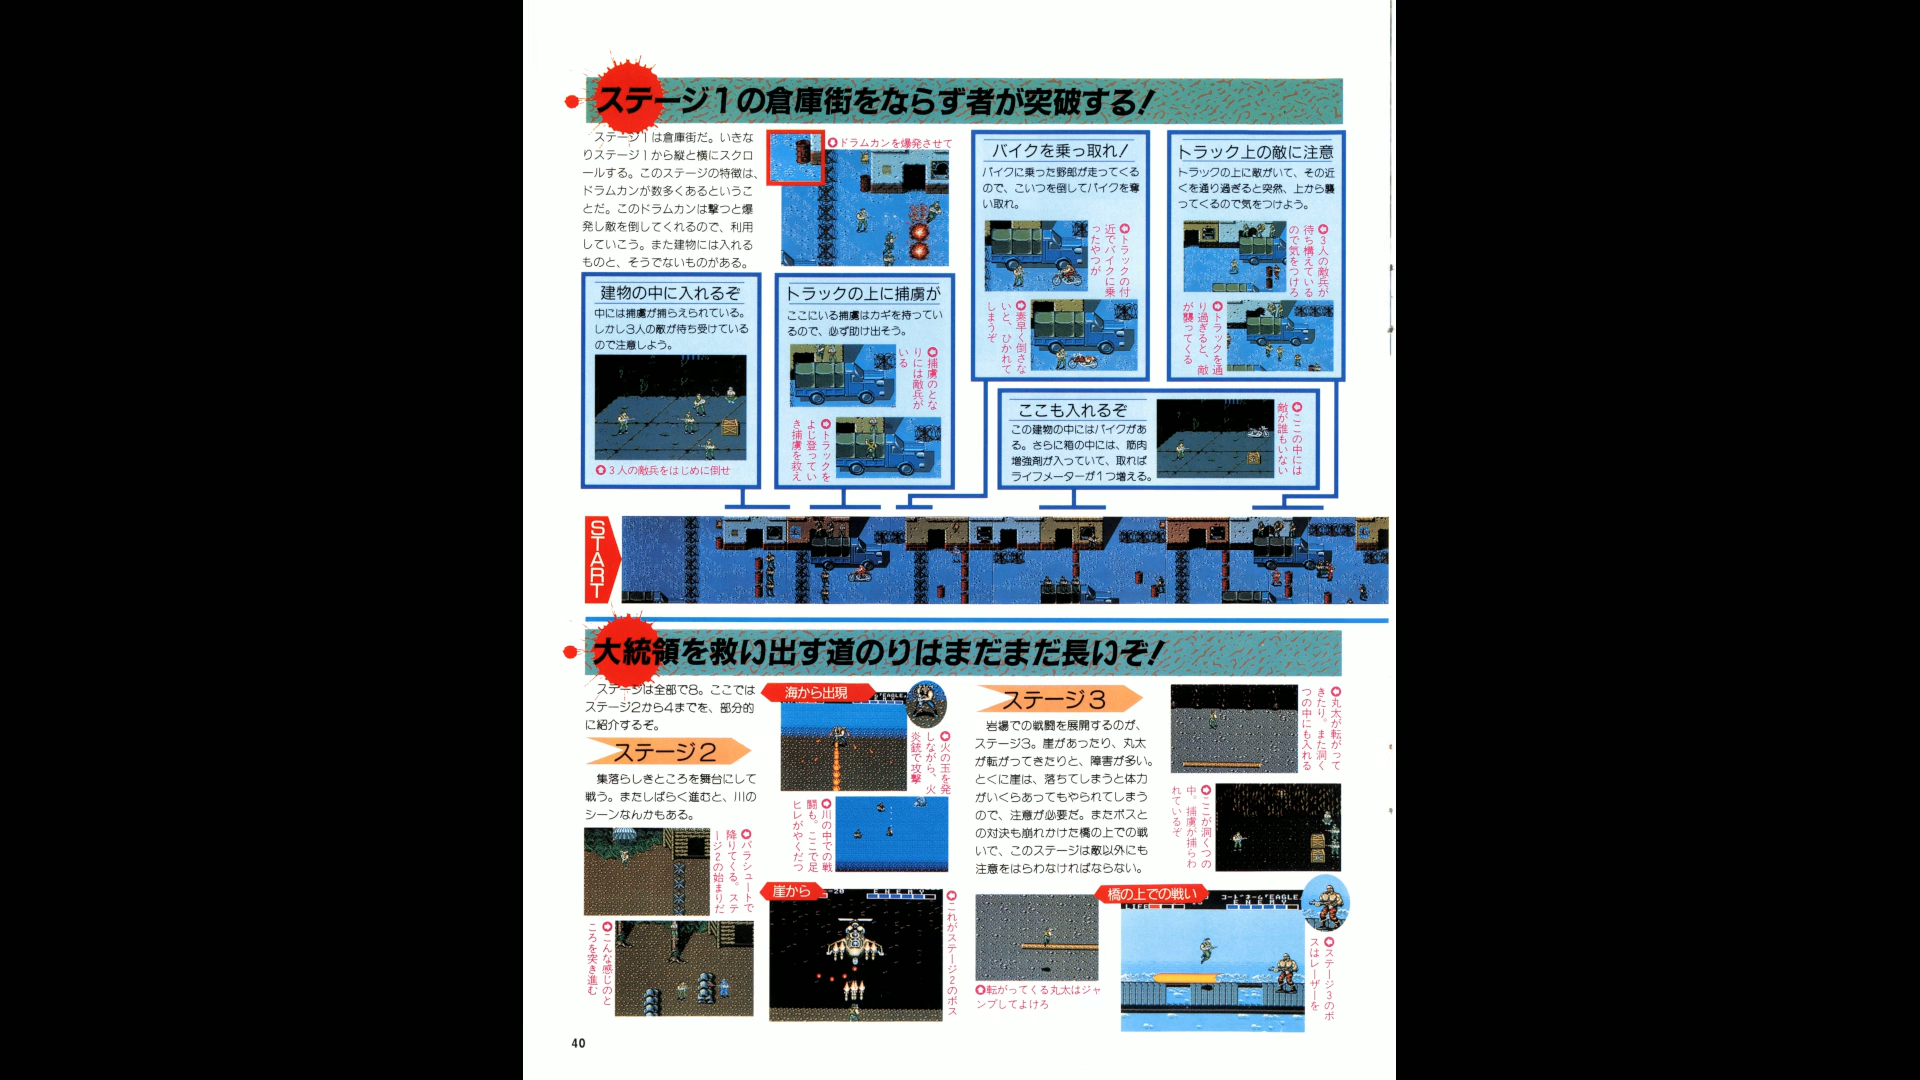 ステージ1の倉庫街をならず者が突破する!
ステージ1は倉庫街だ。いきな
りステージ1から縦と横にスクロ
ールする。このステージの特徴は、
ドラムカンが数多くあるというこ
とだ。このドラムカンは撃つと爆
発し敵を倒してくれるので、利用
していこう。また建物には入れる
ものと、そうでないものがある。
ドラムカンを爆発させて
建物の中に入れるぞ
中には捕虜が捕らえられている。
しかし3人の敵が待ち受けている
ので注意しよう。
3人の敵兵をはじめに倒せ
トラックの上に捕虜が
ここにいる捕虜はカギを持ってい
るので、必ず助け出そう。
捕虜のとな
りには敵兵が
いる
トラックを
よじ登ってい
き捕虜を救え
バイクを乗っ取れ!
バイクに乗った野郎が走ってくる
ので、こいつを倒してバイクを奪
い取れ。
トラックの付
近でバイクに乗
ったやつが
素早く倒さな
いと、ひかれて
しまうぞ
トラック上の敵に注意
トラックの上に敵がいて、その近
くを通り過ぎると突然、上から襲
ってくるので気をつけよう。
3人の敵兵が
待ち構えている
ので気をつけろ
トラックを通
り過ぎると、敵
が襲ってくる
ここも入れるぞ
この建物の中にはバイクがあ
る。さらに箱の中には、筋肉
増強剤が入っていて、取れば
ライフメーターが1つ増える。
ここの中には
敵が誰もいない
START
大統領を救い出す道のりはまだまだ長いぞ!
ステージは全部で8。ここでは
ステージ2から4までを、部分的
に紹介するぞ。
ステージ2
集落らしきところを舞台にして
戦う。またしばらく進むと、川の
シーンなんかもある。
パラシュートで
降りてくる。ステ
ージ2の始まりだ
こんな感じのと
ころを突き進む
海から出現
火の玉を発
しながら、火
炎銃で攻撃
川の中での戦
闘も。ここで足
ヒレがやくだつ
崖から
-20
ENERGY
これがステージ2のボス
ステージ3
岩場での戦闘を展開するのが、
ステージ3。崖があったり、丸太
が転がってきたりと、障害が多い。
とくに崖は、落ちてしまうと体力
がいくらあってもやられてしまう
ので、注意が必要だ。またボスと
の対決も崩れかけた橋の上での戦
いで、このステージは敵以外にも
注意をはらわなければならない。
丸太が転がって
きたり。また洞く
つの中にも入れる
ここが洞くつの
中。捕虜が捕らわ
れているぞ
転がってくる丸太はジャ
ンプしてよけろ
橋の上での戦い
コードネーム"EAGLE
LIFE
ENERGY
ステージ3のボ
スはレーザーを
40